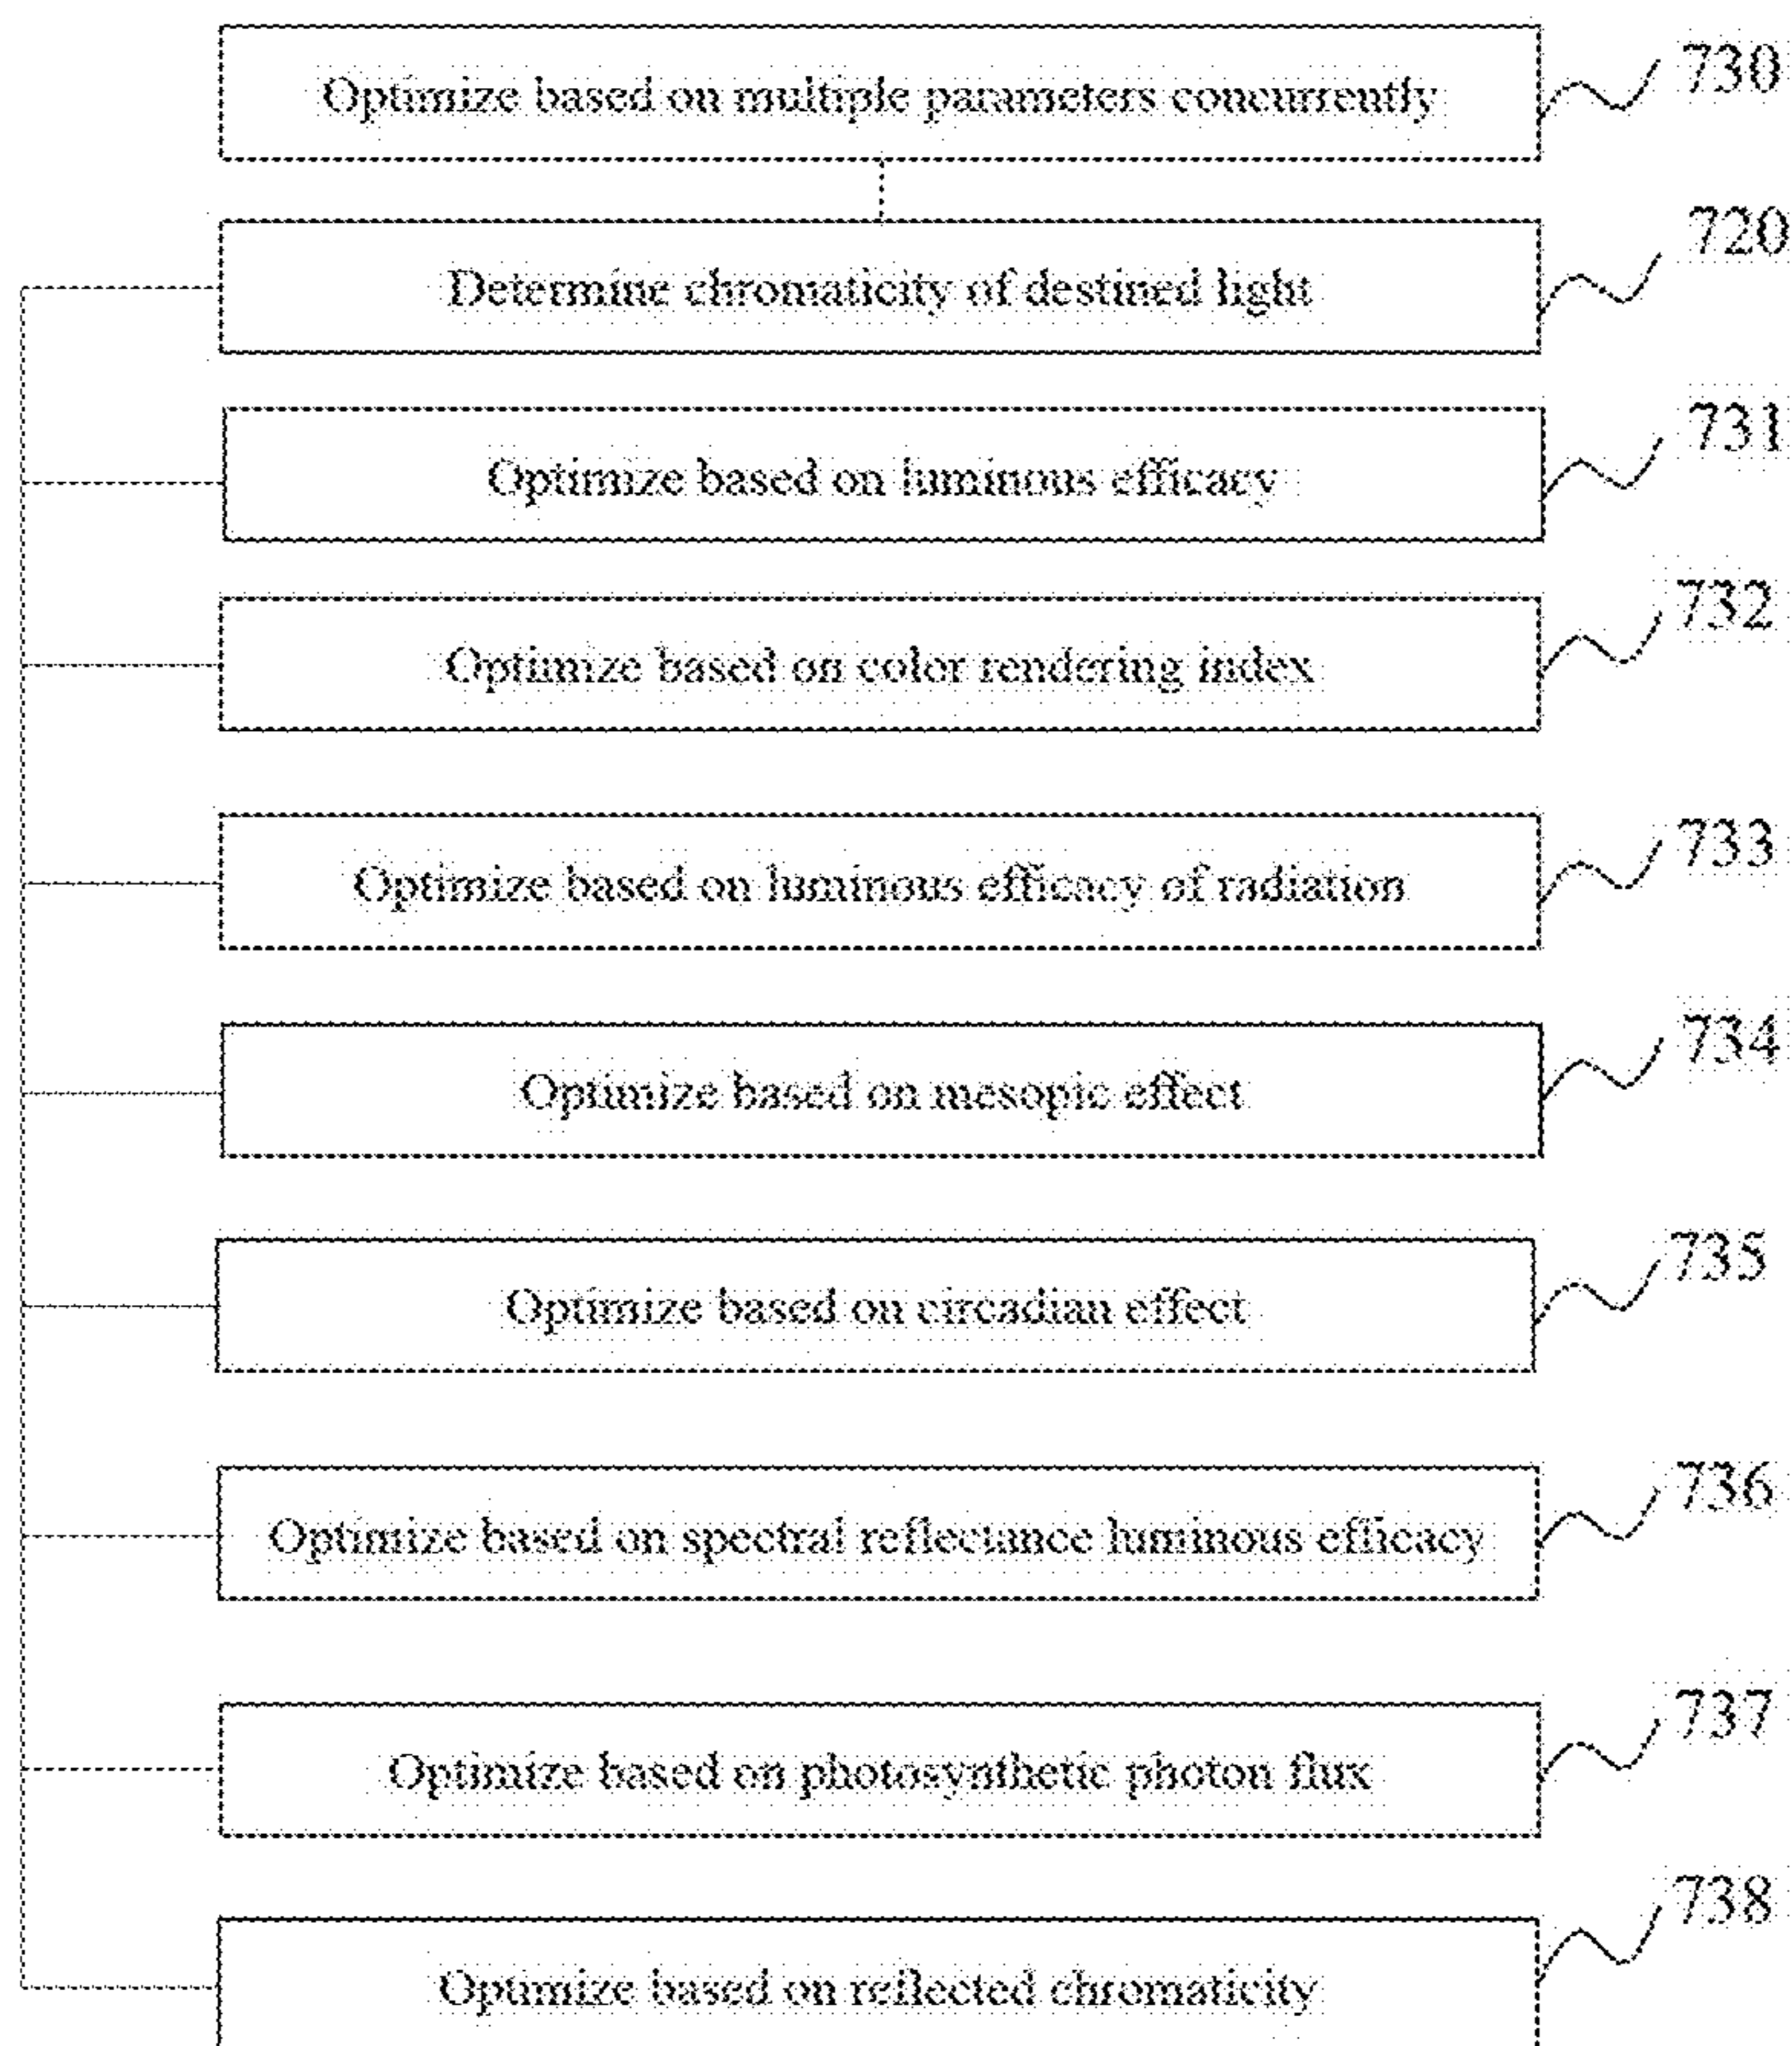 Optimize based on multiple parameters concurrently 730
Determine chromaticity of destined light 720
Optimize based on luminous efficacy 731
Optimize based on color rendering index 732
Optimize based on luminous efficacy of radiation 733
Optimize based on mesopic effect 734
Optimize based on circadian effect 735
Optimize based on spectral reflectance luminous efficacy 736
Optimize based on photosynthetic photon flux 737
Optimize based on reflected chromaticity 738